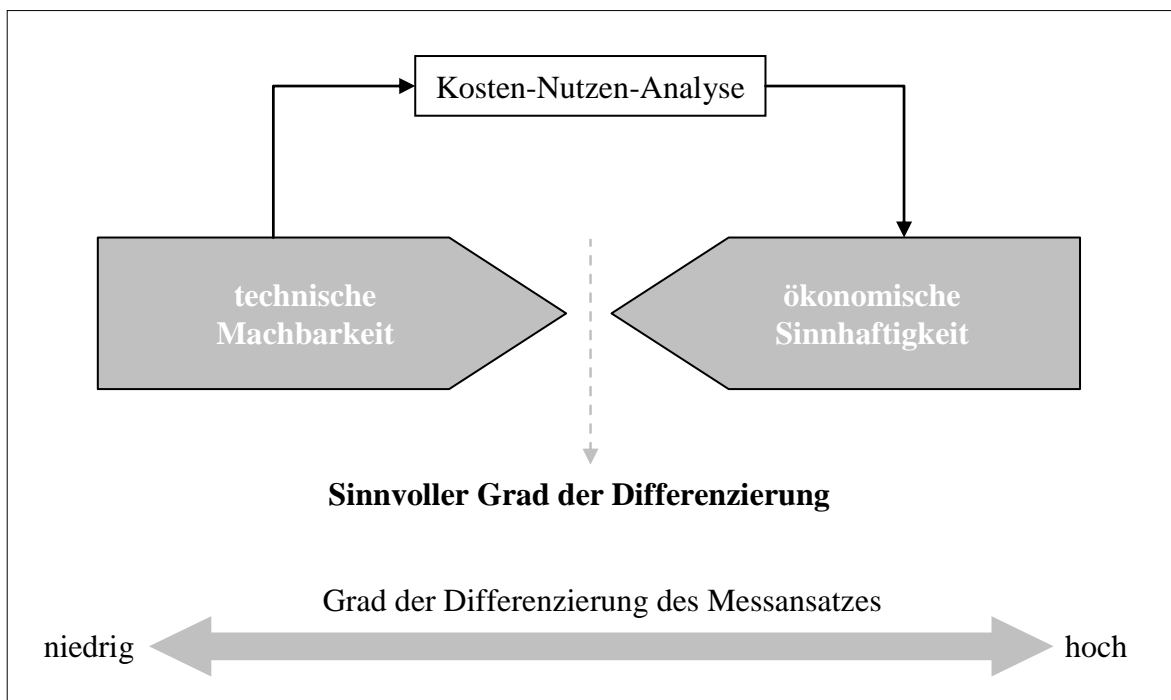 Kosten-Nutzen-Analyse
technische
Machbarkeit
ökonomische
Sinnhaftigkeit
Sinnvoller Grad der Differenzierung
Grad der Differenzierung des Messansatzes
niedrig
hoch